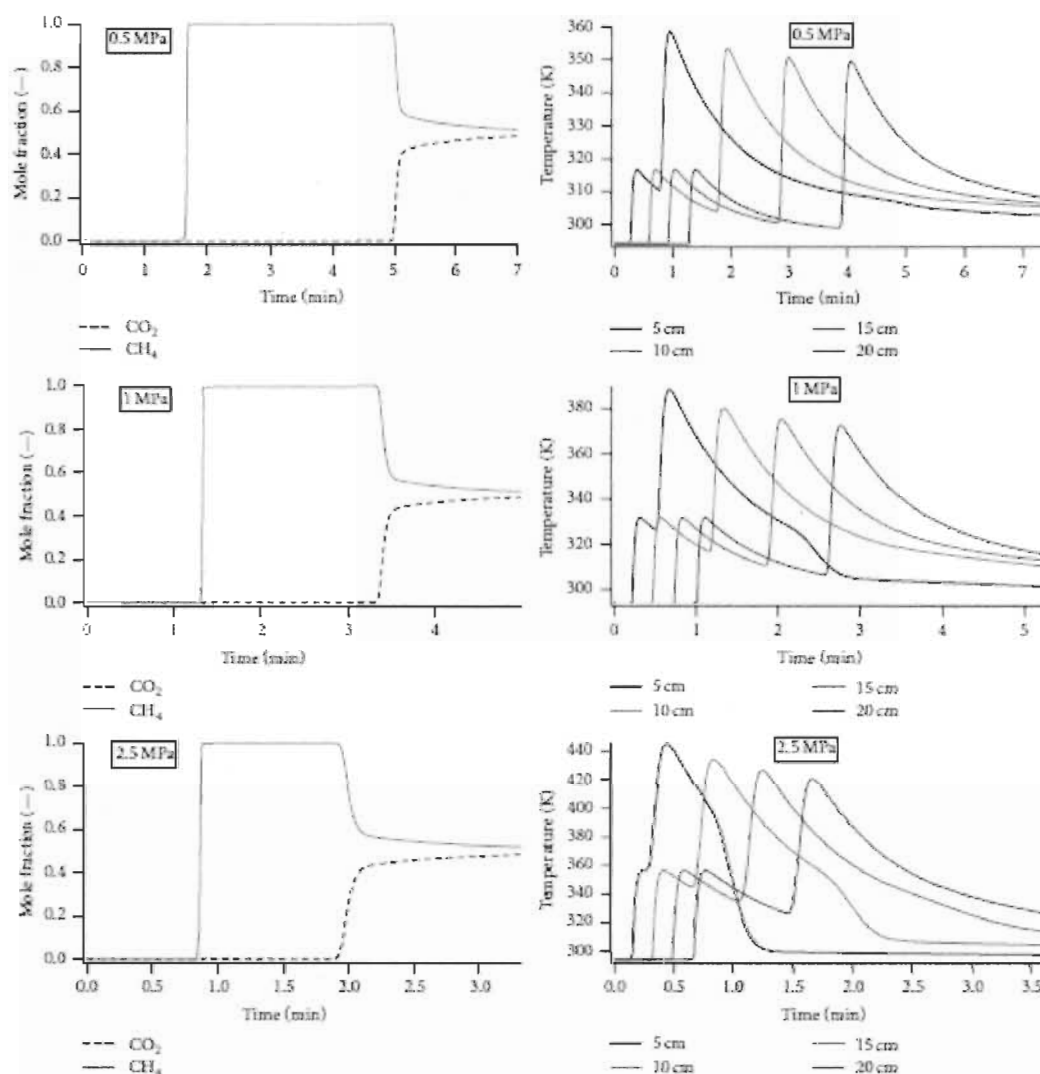 0.5 MPa
Mole fraction (—)
1.0
0.8
0.6
0.4
0.2
0.0
0 1 2 3 4 5 6 7
Time (min)
--- CO₂
— CH₄
0.5 MPa
Temperature (K)
360
350
340
330
320
310
300
0 1 2 3 4 5 6 7
Time (min)
— 5 cm — 15 cm
— 10 cm — 20 cm
1 MPa
Mole fraction (—)
1.0
0.8
0.6
0.4
0.2
0.0
0 1 2 3 4
Time (min)
--- CO₂
— CH₄
1 MPa
Temperature (K)
380
360
340
320
300
0 1 2 3 4 5
Time (min)
— 5 cm — 15 cm
— 10 cm — 20 cm
2.5 MPa
Mole fraction (—)
1.0
0.8
0.6
0.4
0.2
0.0
0.0 0.5 1.0 1.5 2.0 2.5 3.0
Time (min)
--- CO₂
— CH₄
2.5 MPa
Temperature (K)
440
420
400
380
360
340
320
300
0.0 0.5 1.0 1.5 2.0 2.5 3.0 3.5
Time (min)
— 5 cm — 15 cm
— 10 cm — 20 cm